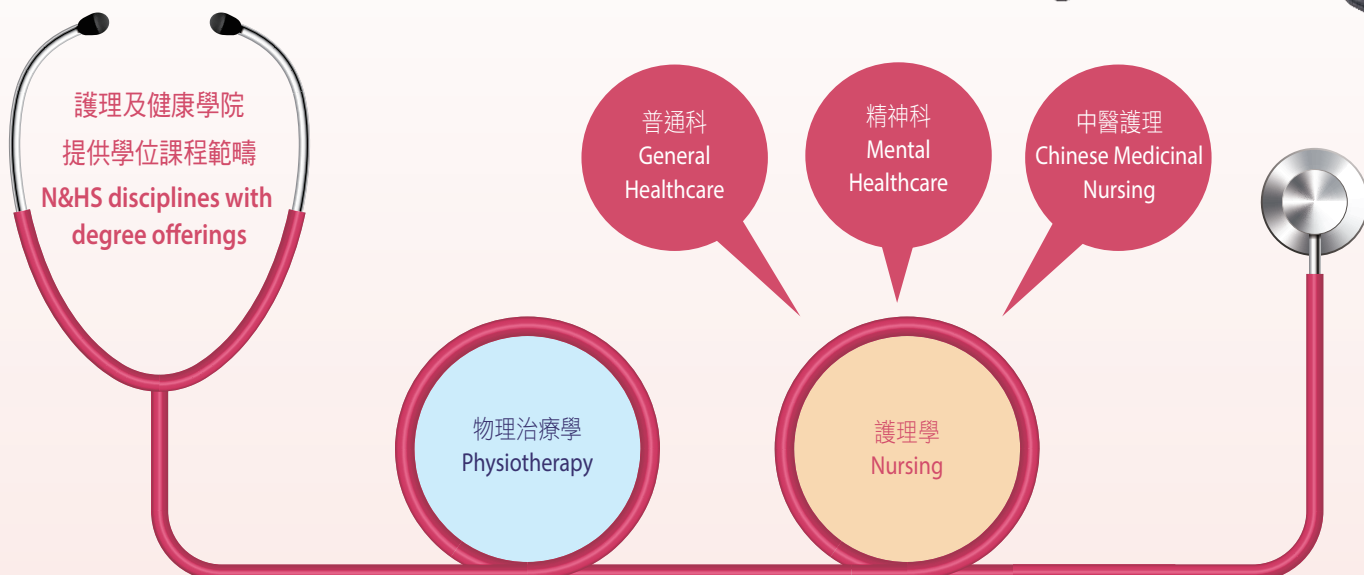 護理及健康學院
提供學位課程範疇
N&HS disciplines with
degree offerings
普通科
General
Healthcare
精神科
Mental
Healthcare
中醫護理
Chinese Medicinal
Nursing
物理治療學
Physiotherapy
護理學
Nursing